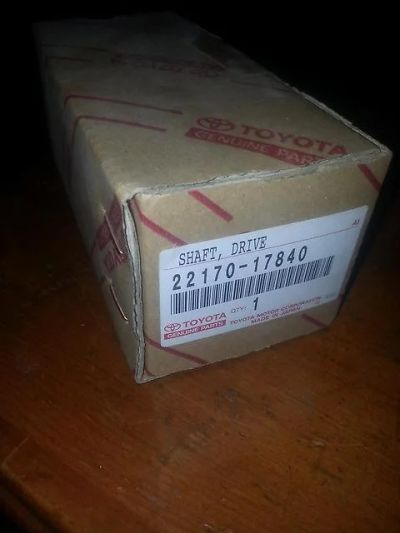 TOYOTA
GENUINE PARTS
SHAFT, DRIVE
22170-17840
QTY: 1
TOYOTA
GENUINE PARTS
TOYOTA MOTOR CORPORATION
MADE IN JAPAN